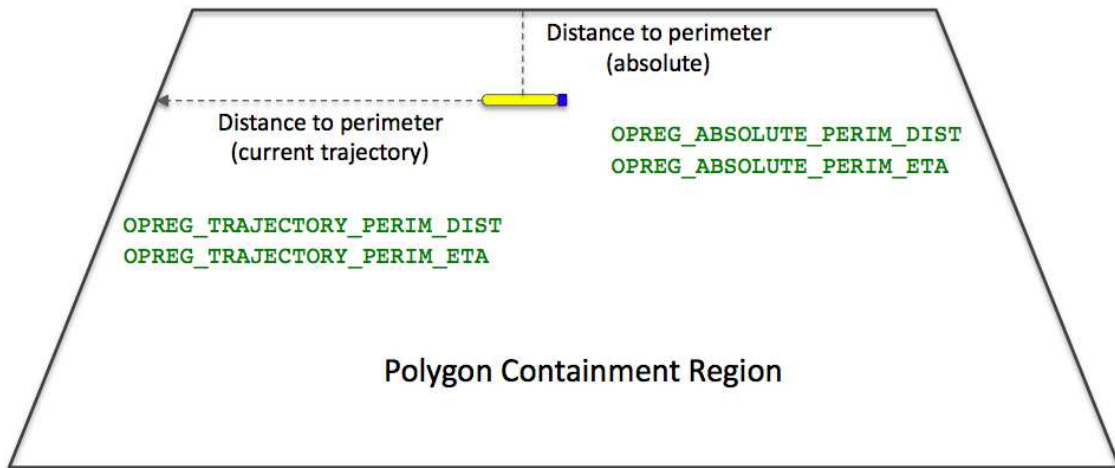 Distance to perimeter
(absolute)
Distance to perimeter
(current trajectory)
OPREG_ABSOLUTE_PERIM_DIST
OPREG_ABSOLUTE_PERIM_ETA
OPREG_TRAJECTORY_PERIM_DIST
OPREG_TRAJECTORY_PERIM_ETA
Polygon Containment Region